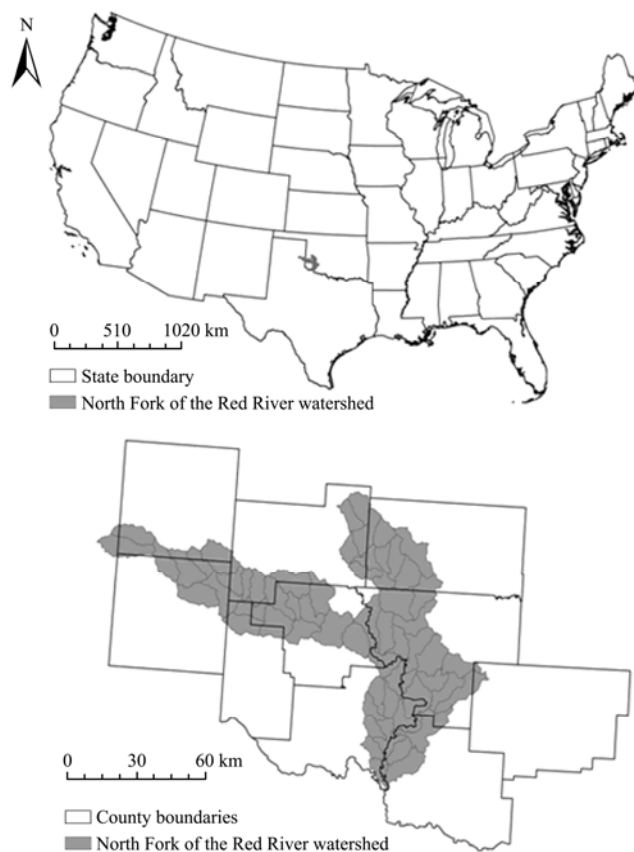 N
0 510 1020 km
State boundary
North Fork of the Red River watershed
0 30 60 km
County boundaries
North Fork of the Red River watershed